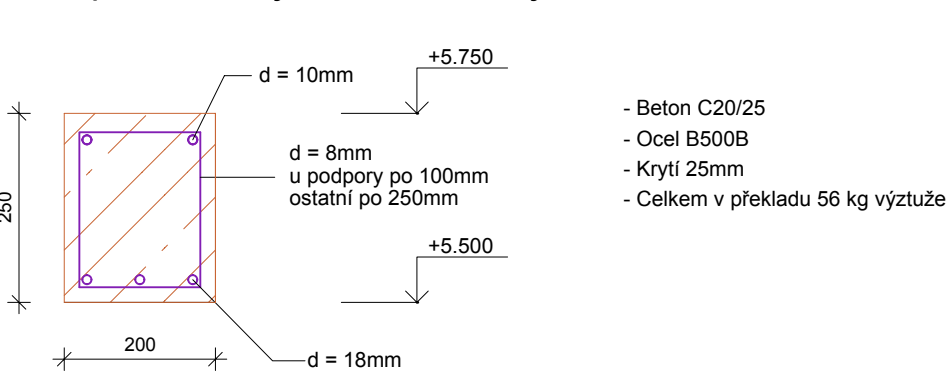 +5.750
d = 10mm
d = 8mm
u podpory po 100mm
ostatní po 250mm
250
+5.500
200
d = 18mm
- Beton C20/25
- Ocel B500B
- Krytí 25mm
- Celkem v překladu 56 kg výztuže